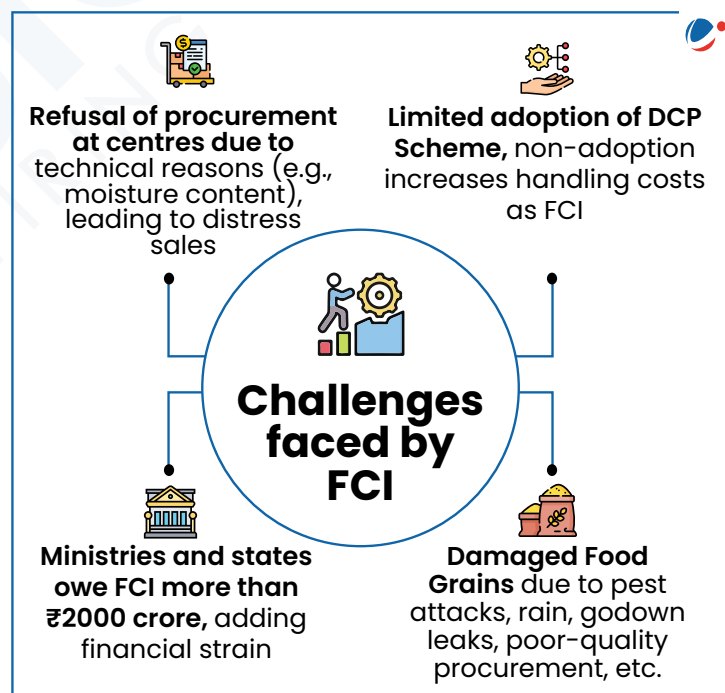 Refusal of procurement
at centres due to
technical reasons (e.g.,
moisture content),
leading to distress
sales
Limited adoption of DCP
Scheme, non-adoption
increases handling costs
as FCI
Challenges
faced by
FCI
Ministries and states
owe FCI more than
₹2000 crore, adding
financial strain
Damaged Food
Grains due to pest
attacks, rain, godown
leaks, poor-quality
procurement, etc.